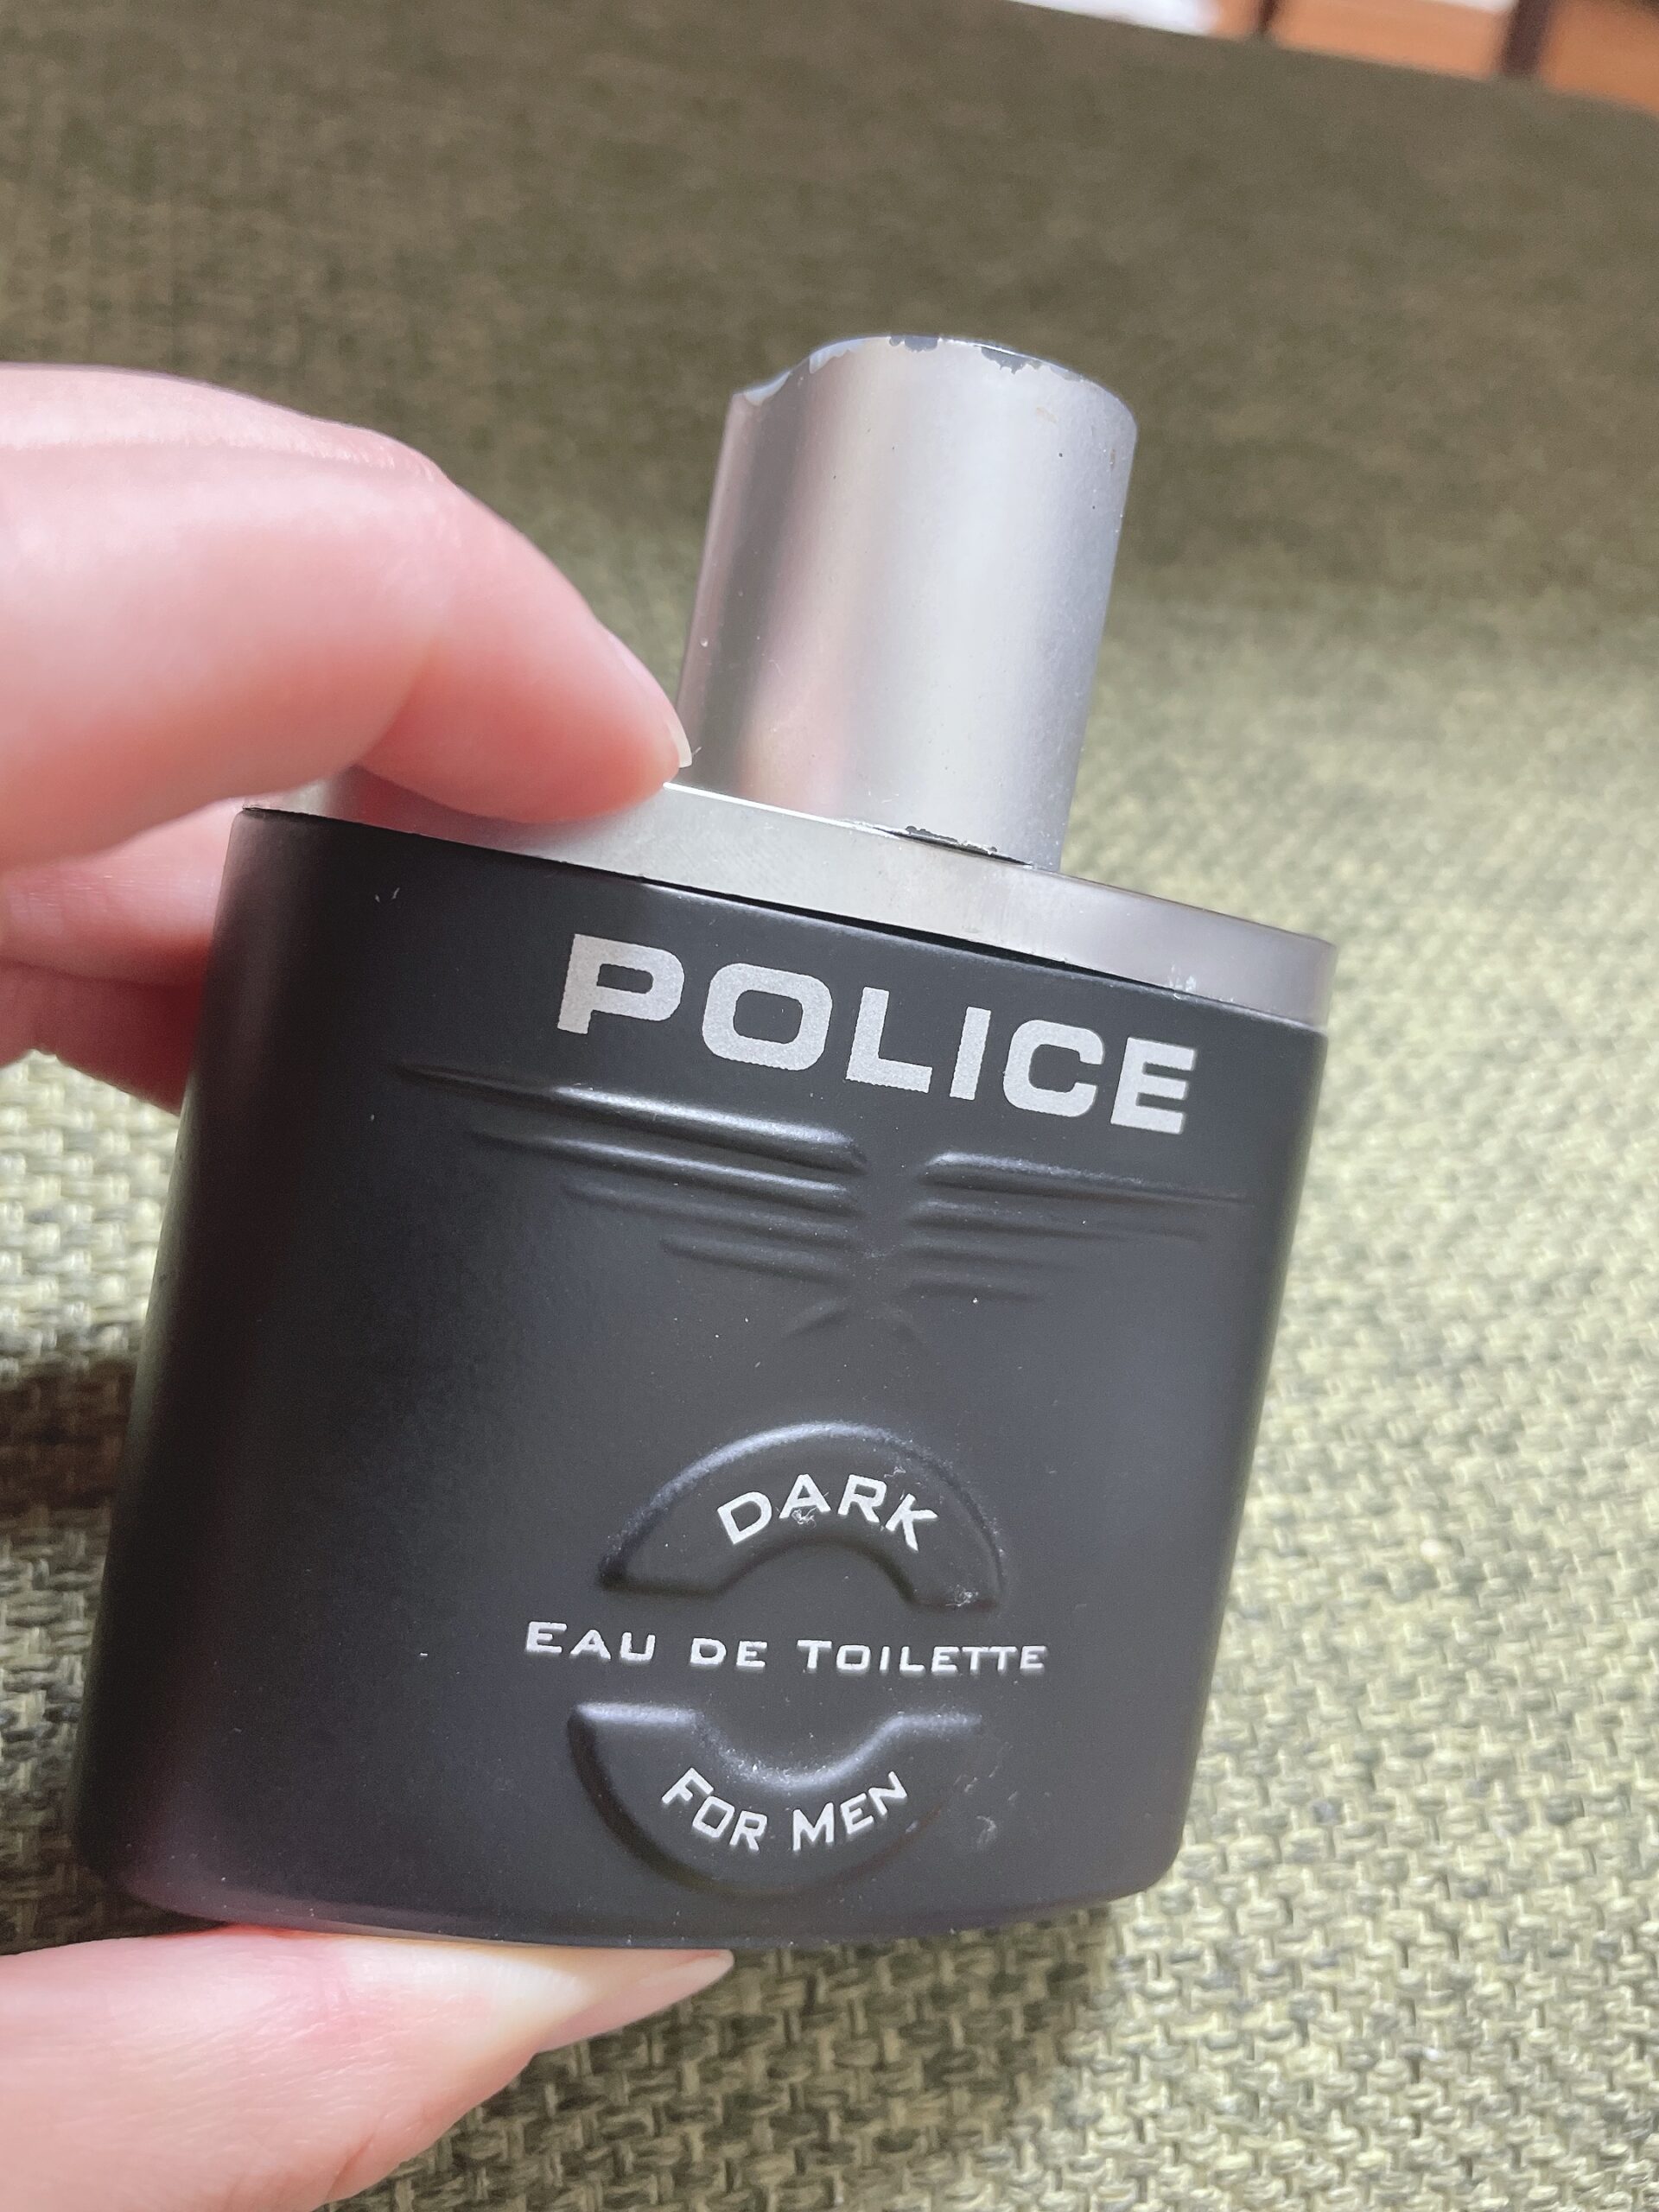 POLICE
DARK
EAU DE TOILETTE
FOR MEN